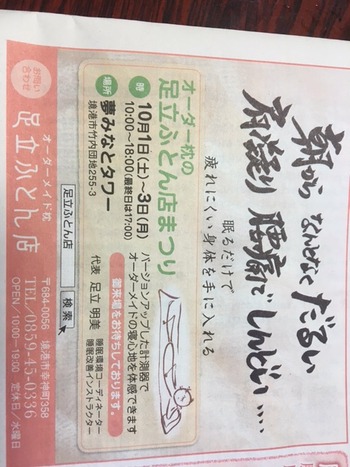 朝から なんとなく だるい
肩凝り 腰痛で しんどい‥‥
眠るだけで
疲れにくい身体を手に入れる
オーダー枕の
足立ふとん店まつり
時 10月1日(土)〜3日(月)
10:00〜18:00(最終日は17:00)
場所 夢みなとタワー
境港市竹内団地255-3
バージョンアップした計測器で
オーダーメイドの寝心地を体感できます
御来場をお待ちしております。
代表 足立 明美
睡眠環境コーディネーター
睡眠改善インストラクター
お問い合わせ
オーダーメイド枕
足立ふとん店
足立ふとん店 検索
〒684-0056 境港市幸神町358
TEL/0859-45-0336
OPEN/10:00〜19:00 定休日/水曜日